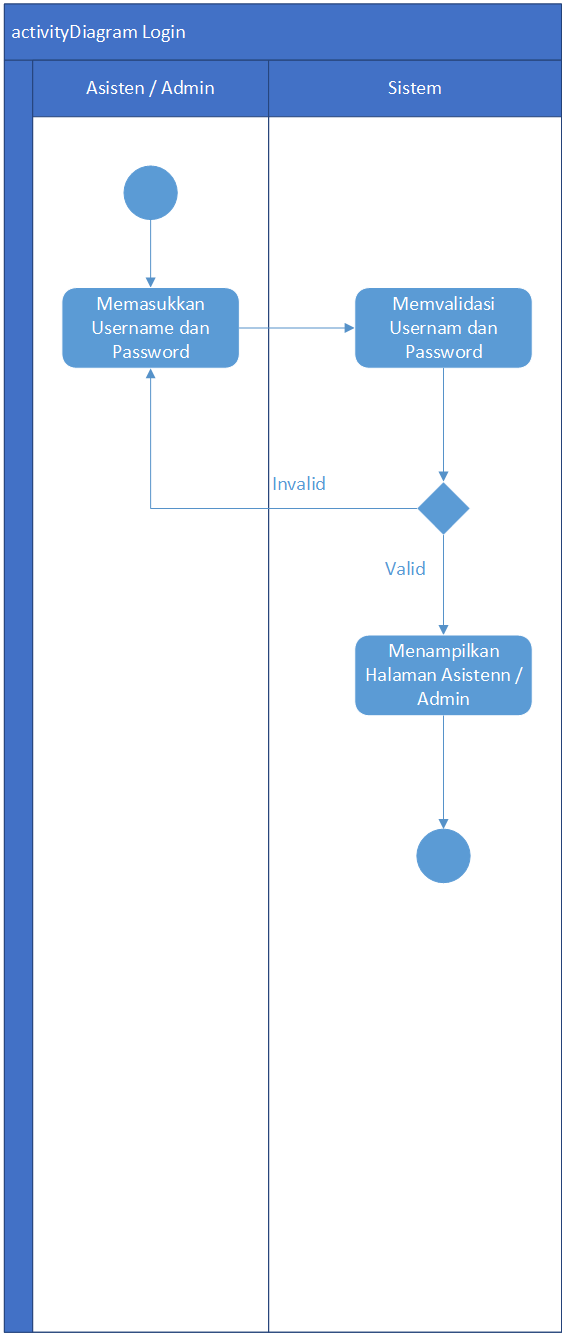 activityDiagram Login
Asisten / Admin
Sistem
Memasukkan
Username dan
Password
Memvalidasi
Usernam dan
Password
Invalid
Valid
Menampilkan
Halaman Asistenn /
Admin